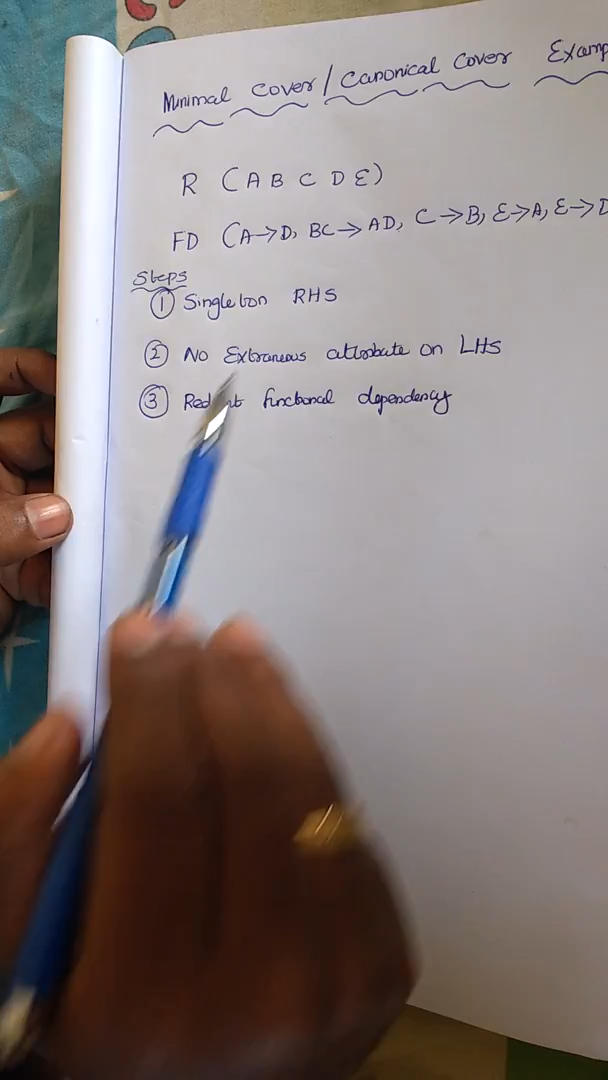 Minimal Cover / Canonical Cover
R (A B C D E)
FD (A→D, BC→AD, C→B, E→A, E→D
Steps
① Singleton RHS
② No Extraneous attribute on LHS
③ functional dependency